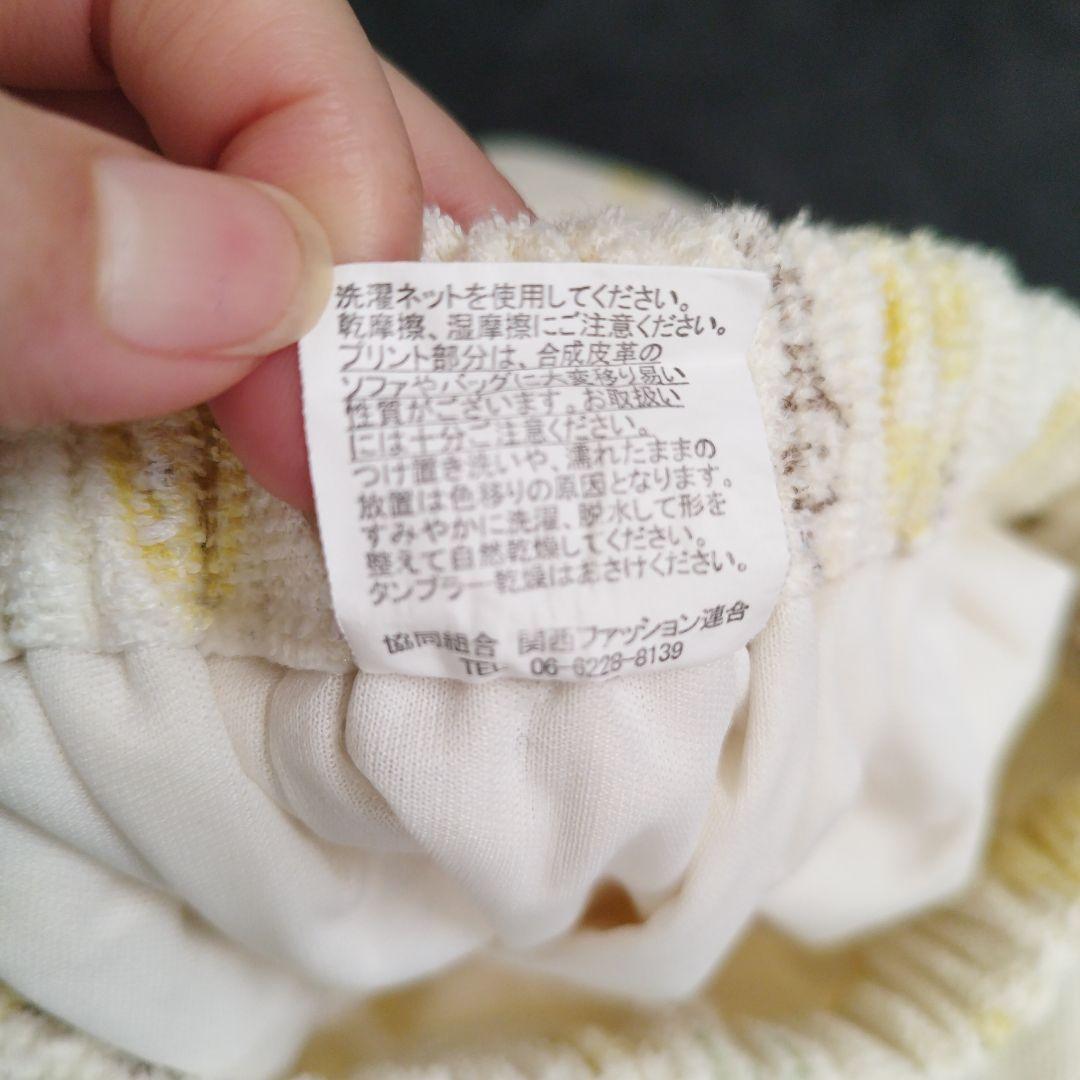 洗濯ネットを使用してください。
乾摩擦、湿摩擦にご注意ください。
プリント部分は、合成皮革の
ソファやバッグに大変移り易い
性質がございます。お取扱い
には十分ご注意ください。
つけ置き洗いや、濡れたままの
放置は色移りの原因となります。
すみやかに洗濯、脱水して形を
整えて自然乾燥してください。
タンブラー乾燥はおさけください。
協同組合 関西ファッション連合
TEL 06-6228-8139